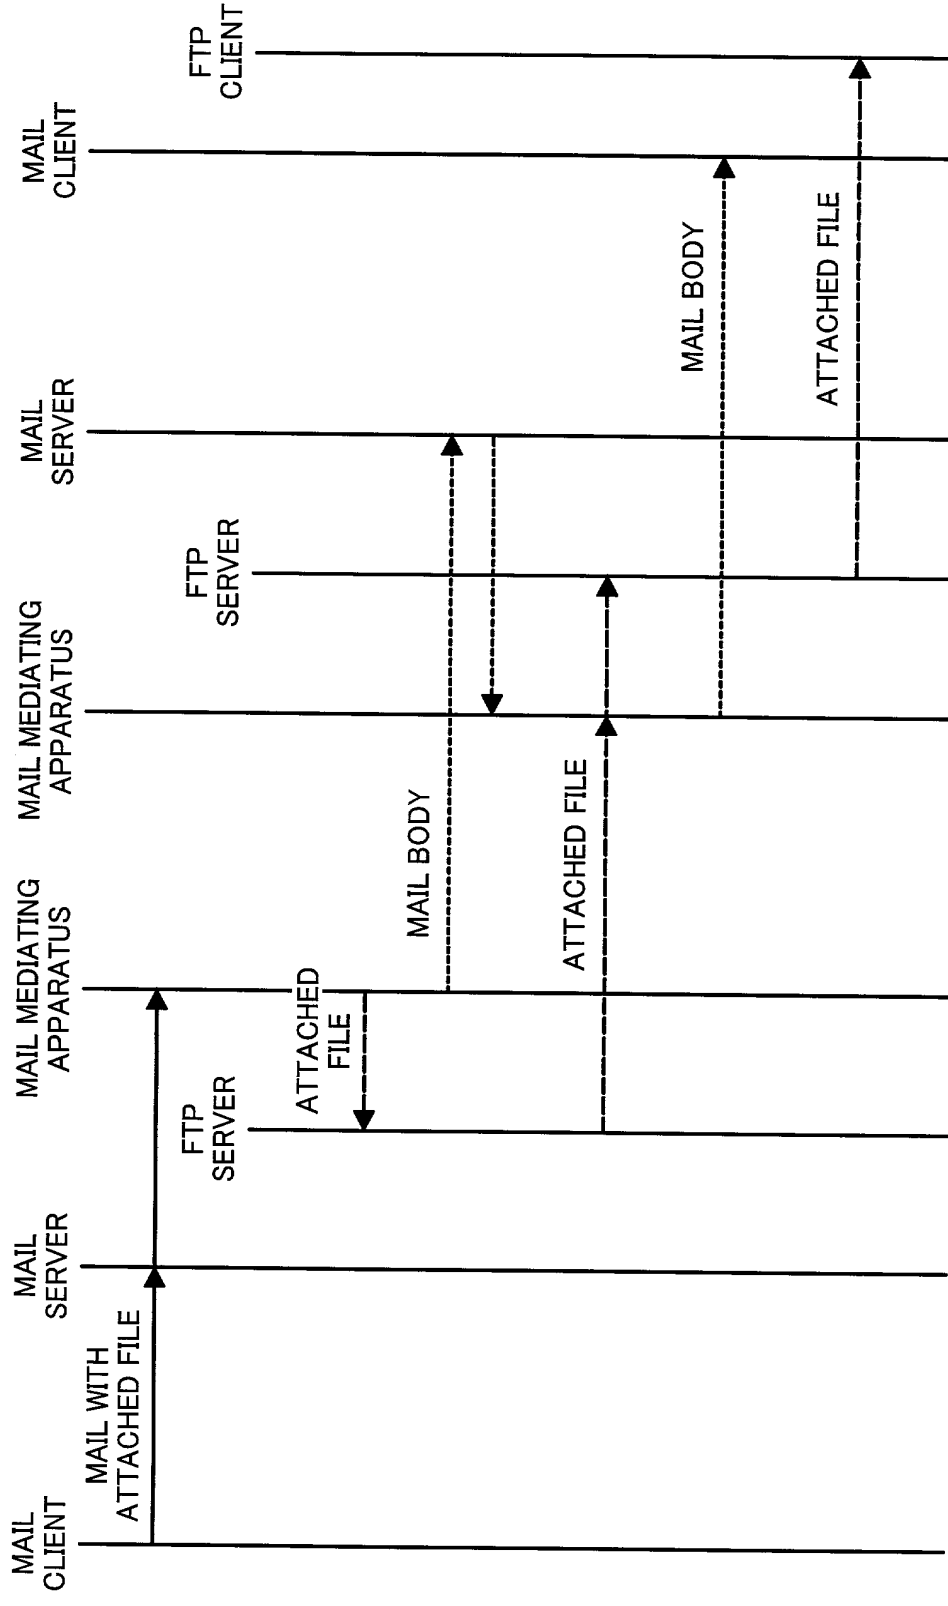 MAIL
CLIENT
MAIL
SERVER
FTP
SERVER
MAIL MEDIATING
APPARATUS
MAIL MEDIATING
APPARATUS
FTP
SERVER
MAIL
SERVER
MAIL
CLIENT
FTP
CLIENT
MAIL WITH
ATTACHED FILE
ATTACHED
FILE
MAIL BODY
ATTACHED FILE
MAIL BODY
ATTACHED FILE